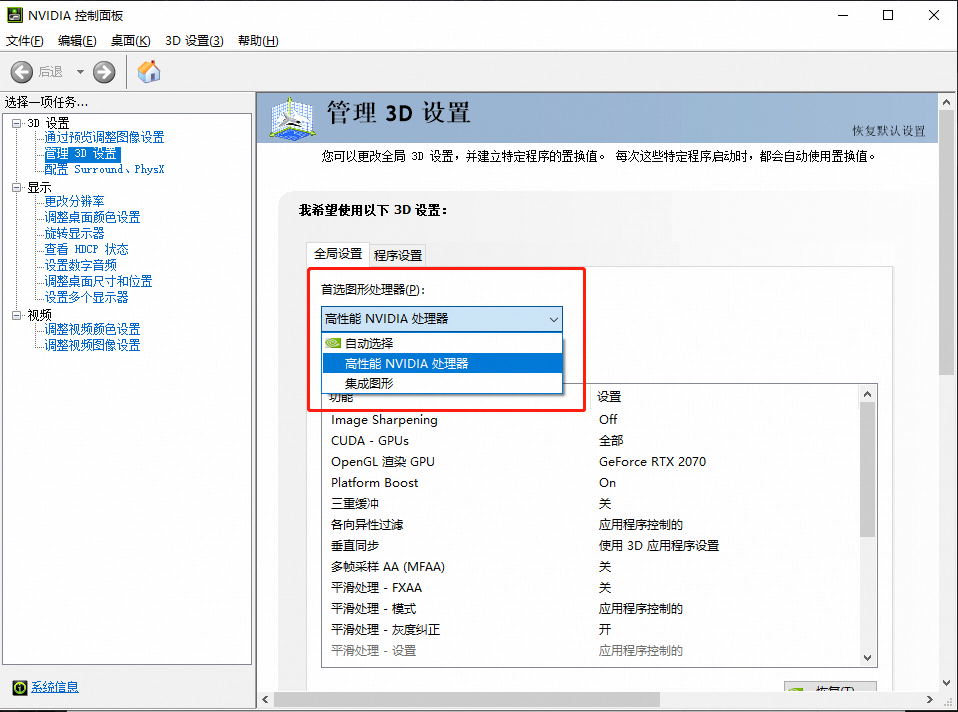 NVIDIA 控制面板
文件(F) 编辑(E) 桌面(K) 3D 设置(3) 帮助(H)
后退
选择一项任务...
3D 设置
通过预览调整图像设置
管理 3D 设置
配置 Surround、PhysX
显示
更改分辨率
调整桌面颜色设置
旋转显示器
查看 HDCP 状态
设置数字音频
调整桌面尺寸和位置
设置多个显示器
视频
调整视频颜色设置
调整视频图像设置
系统信息
管理 3D 设置
恢复默认设置
您可以更改全局 3D 设置，并建立特定程序的置换值。 每次这些特定程序启动时，都会自动使用置换值。
我希望使用以下 3D 设置:
全局设置 程序设置
首选图形处理器(P):
高性能 NVIDIA 处理器
自动选择
高性能 NVIDIA 处理器
集成图形
功能 设置
Image Sharpening Off
CUDA - GPUs 全部
OpenGL 渲染 GPU GeForce RTX 2070
Platform Boost On
三重缓冲 关
各向异性过滤 应用程序控制的
垂直同步 使用 3D 应用程序设置
多帧采样 AA (MFAA) 关
平滑处理 - FXAA 关
平滑处理 - 模式 应用程序控制的
平滑处理 - 灰度纠正 开
平滑处理 - 设置 应用程序控制的
恢复(T)